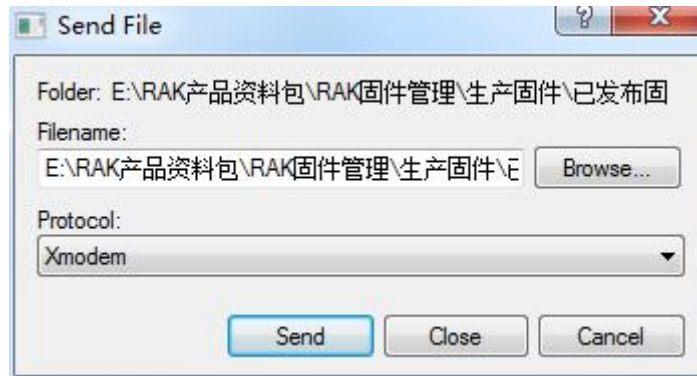 Send File
Folder: E:\RAK产品资料包\RAK固件管理\生产固件\已发布固
Filename:
E:\RAK产品资料包\RAK固件管理\生产固件\
Browse...
Protocol:
Xmodem
Send Close Cancel